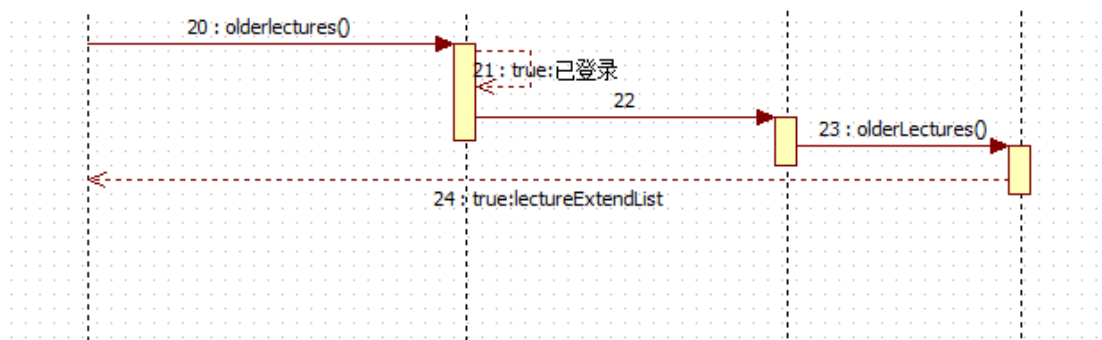 20 : olderlectures()
21 : true:已登录
22
23 : olderLectures()
24 : true:lectureExtendList